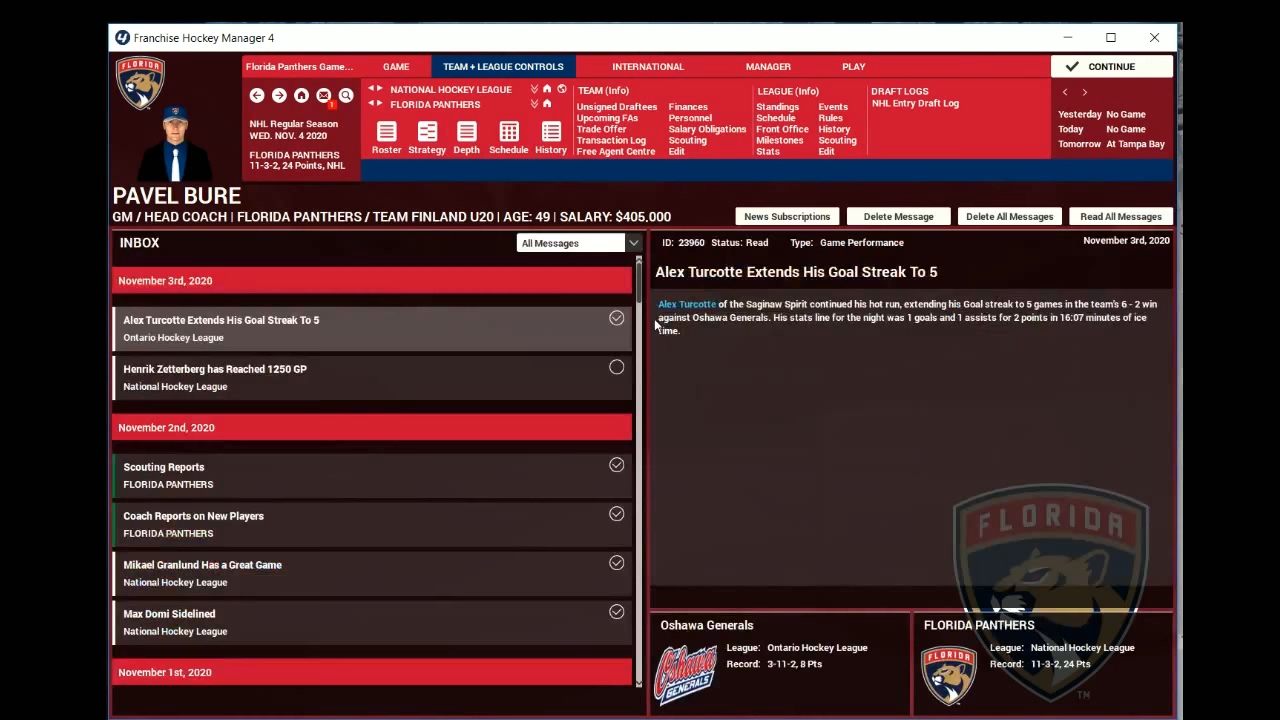 Franchise Hockey Manager 4
FLORIDA
Florida Panthers Game...
GAME
TEAM + LEAGUE CONTROLS
INTERNATIONAL
MANAGER
PLAY
CONTINUE
1
NHL Regular Season
WED. NOV. 4 2020
FLORIDA PANTHERS
11-3-2, 24 Points, NHL
NATIONAL HOCKEY LEAGUE
FLORIDA PANTHERS
Roster Strategy Depth Schedule History
TEAM (Info)
Unsigned Draftees Finances
Upcoming FAs Personnel
Trade Offer Salary Obligations
Transaction Log Scouting
Free Agent Centre Edit
LEAGUE (Info)
Standings Events
Schedule Rules
Front Office History
Milestones Scouting
Stats Edit
DRAFT LOGS
NHL Entry Draft Log
Yesterday No Game
Today No Game
Tomorrow At Tampa Bay
PAVEL BURE
GM / HEAD COACH | FLORIDA PANTHERS / TEAM FINLAND U20 | AGE: 49 | SALARY: $405.000
News Subscriptions
Delete Message
Delete All Messages
Read All Messages
INBOX
All Messages
November 3rd, 2020
Alex Turcotte Extends His Goal Streak To 5
Ontario Hockey League
Henrik Zetterberg has Reached 1250 GP
National Hockey League
November 2nd, 2020
Scouting Reports
FLORIDA PANTHERS
Coach Reports on New Players
FLORIDA PANTHERS
Mikael Granlund Has a Great Game
National Hockey League
Max Domi Sidelined
National Hockey League
November 1st, 2020
ID: 23960 Status: Read Type: Game Performance
November 3rd, 2020
Alex Turcotte Extends His Goal Streak To 5
Alex Turcotte of the Saginaw Spirit continued his hot run, extending his Goal streak to 5 games in the team's 6 - 2 win
against Oshawa Generals. His stats line for the night was 1 goals and 1 assists for 2 points in 16:07 minutes of ice
time.
FLORIDA
TM
Oshawa Generals
Oshawa
GENERALS
League: Ontario Hockey League
Record: 3-11-2, 8 Pts
FLORIDA PANTHERS
FLORIDA
League: National Hockey League
Record: 11-3-2, 24 Pts